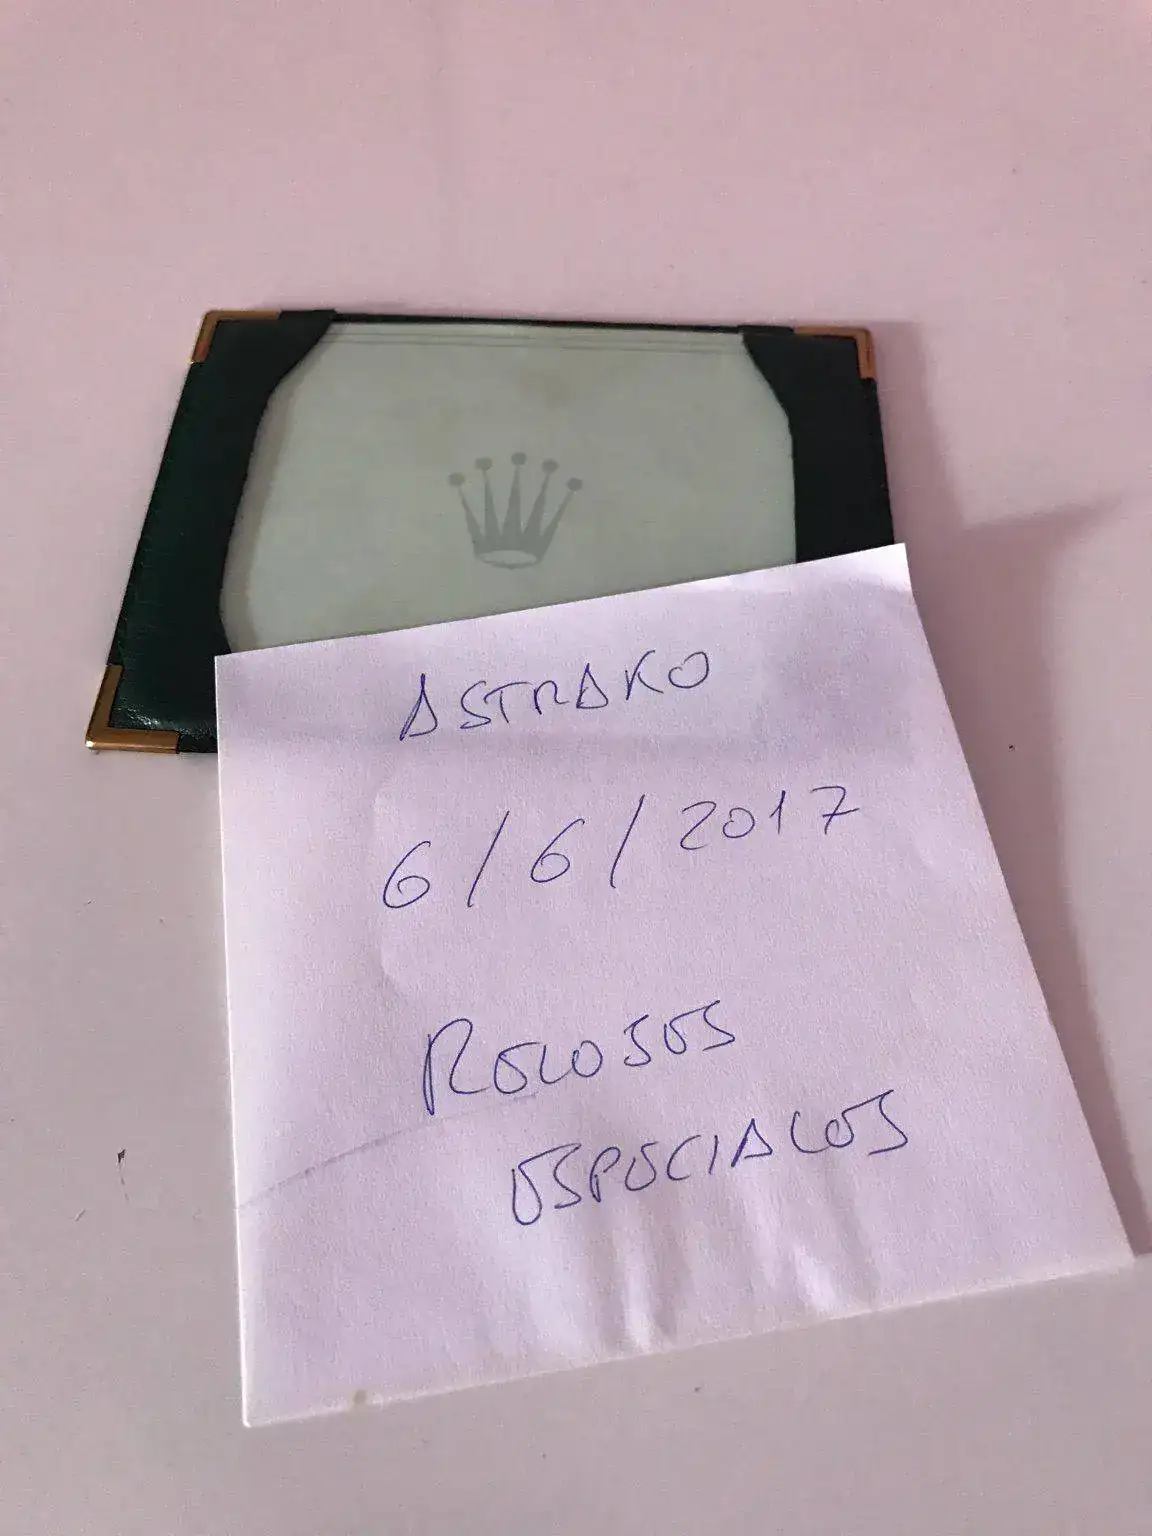 ASTRAKO
6/6/2017
RELOJES
ESPECIALES